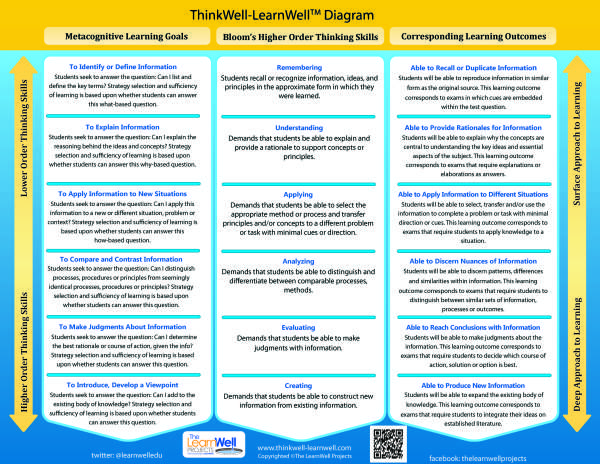 ThinkWell-LearnWell™ Diagram
Metacognitive Learning Goals
Bloom's Higher Order Thinking Skills
Corresponding Learning Outcomes
Lower Order Thinking Skills
Higher Order Thinking Skills
To Identify or Define Information
Students seek to answer the question: Can I list and
define the key terms? Strategy selection and sufficiency
of learning is based upon whether students can answer
this what-based question.
To Explain Information
Students seek to answer the question: Can I explain the
reasoning behind the ideas and concepts? Strategy
selection and sufficiency of learning is based upon
whether students can answer this why-based question.
To Apply Information to New Situations
Students seek to answer the question: Can I apply this
information to a new or different situation, problem or
context? Strategy selection and sufficiency of learning is
based upon whether students can answer this
how-based question.
To Compare and Contrast Information
Students seek to answer the question: Can I distinguish
processes, procedures or principles from seemingly
identical processes, procedures or principles? Strategy
selection and sufficiency of learning is based upon
whether students can answer this question.
To Make Judgments About Information
Students seek to answer the question: Can I determine
the best rationale or course of action, given the info?
Strategy selection and sufficiency of learning is based
upon whether students can answer this question.
To Introduce, Develop a Viewpoint
Students seek to answer the question: Can I add to the
existing body of knowledge? Strategy selection and
sufficiency of learning is based upon whether students
can answer this question.
Remembering
Students recall or recognize information, ideas, and
principles in the approximate form in which they
were learned.
Understanding
Demands that students be able to explain and
provide a rationale to support concepts or
principles.
Applying
Demands that students be able to select the
appropriate method or process and transfer
principles and/or concepts to a different problem
or task with minimal cues or direction.
Analyzing
Demands that students be able to distinguish and
differentiate between comparable processes,
methods.
Evaluating
Demands that students be able to make
judgments with information.
Creating
Demands that students be able to construct new
information from existing information.
Able to Recall or Duplicate Information
Students will be able to reproduce information in similar
form as the original source. This learning outcome
corresponds to exams in which cues are embedded
within the test question.
Able to Provide Rationales for Information
Students will be able to explain why the concepts are
central to understanding the key ideas and essential
aspects of the subject. This learning outcome
corresponds to exams that require explanations or
elaborations as answers.
Able to Apply Information to Different Situations
Students will be able to select, transfer and/or use the
information to complete a problem or task with minimal
direction or cues. This learning outcome corresponds to
exams that require students to apply knowledge to a
situation.
Able to Discern Nuances of Information
Students will be able to discern patterns, differences
and similarities within information. This learning
outcome corresponds to exams that require students to
distinguish between similar sets of information,
processes or outcomes.
Able to Reach Conclusions with Information
Students will be able to make judgments about the
information. This learning outcome corresponds to
exams that require students to decide which course of
action, solution or option is best.
Able to Produce New Information
Students will be able to expand the existing body of
knowledge. This learning outcome corresponds to
exams that require students to integrate their ideas on
established literature.
Surface Approach to Learning
Deep Approach to Learning
twitter: @learnwelledu
The
LearnWell
PROJECTS
www.thinkwell-learnwell.com
Copyrighted ©The LearnWell Projects
facebook: thelearnwellprojects